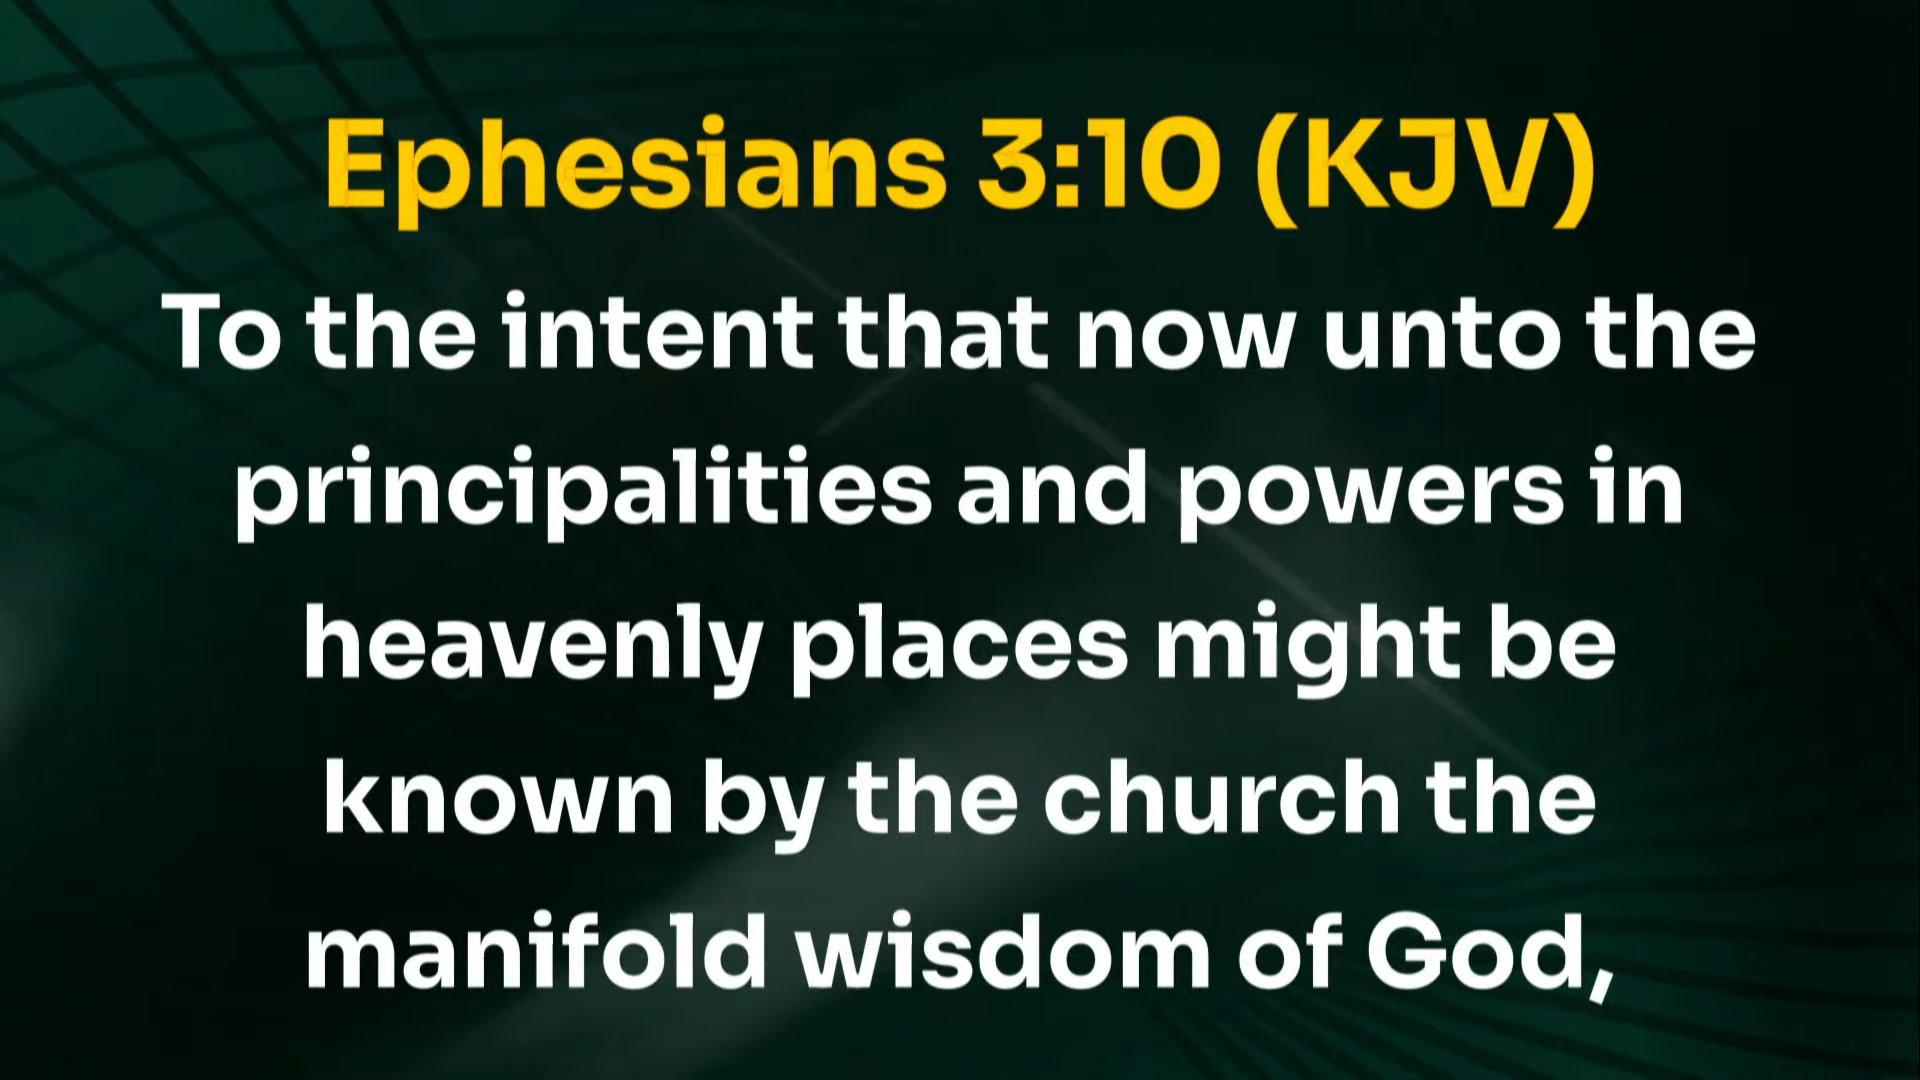 Ephesians 3:10 (KJV)
To the intent that now unto the
principalities and powers in
heavenly places might be
known by the church the
manifold wisdom of God,